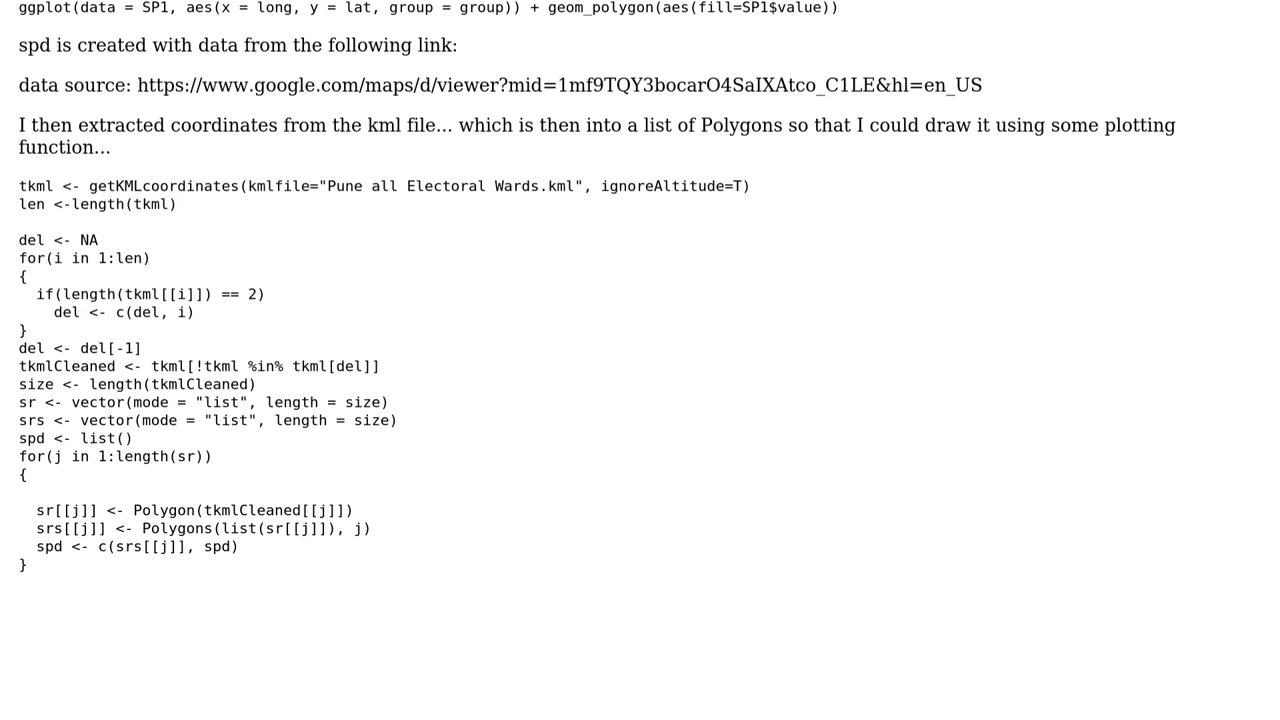 ggplot(data = SP1, aes(x = long, y = lat, group = group)) + geom_polygon(aes(fill=SP1$value))
spd is created with data from the following link:
data source: https://www.google.com/maps/d/viewer?mid=1mf9TQY3bocarO4SaIXAtco_C1LE&hl=en_US
I then extracted coordinates from the kml file... which is then into a list of Polygons so that I could draw it using some plotting
function...
tkml <- getKMLcoordinates(kmlfile="Pune all Electoral Wards.kml", ignoreAltitude=T)
len <-length(tkml)
del <- NA
for(i in 1:len)
{
  if(length(tkml[[i]]) == 2)
    del <- c(del, i)
}
del <- del[-1]
tkmlCleaned <- tkml[!tkml %in% tkml[del]]
size <- length(tkmlCleaned)
sr <- vector(mode = "list", length = size)
srs <- vector(mode = "list", length = size)
spd <- list()
for(j in 1:length(sr))
{
  sr[[j]] <- Polygon(tkmlCleaned[[j]])
  srs[[j]] <- Polygons(list(sr[[j]]), j)
  spd <- c(srs[[j]], spd)
}